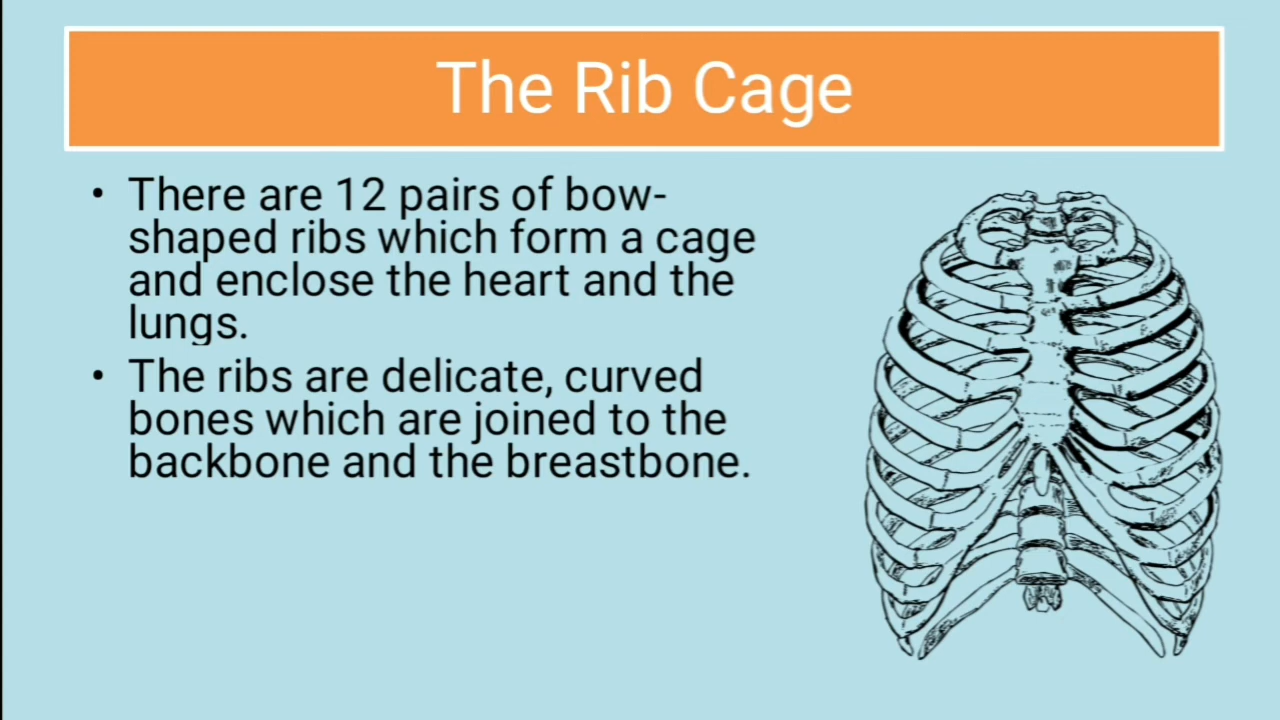 The Rib Cage
• There are 12 pairs of bow-
shaped ribs which form a cage
and enclose the heart and the
lungs.
• The ribs are delicate, curved
bones which are joined to the
backbone and the breastbone.